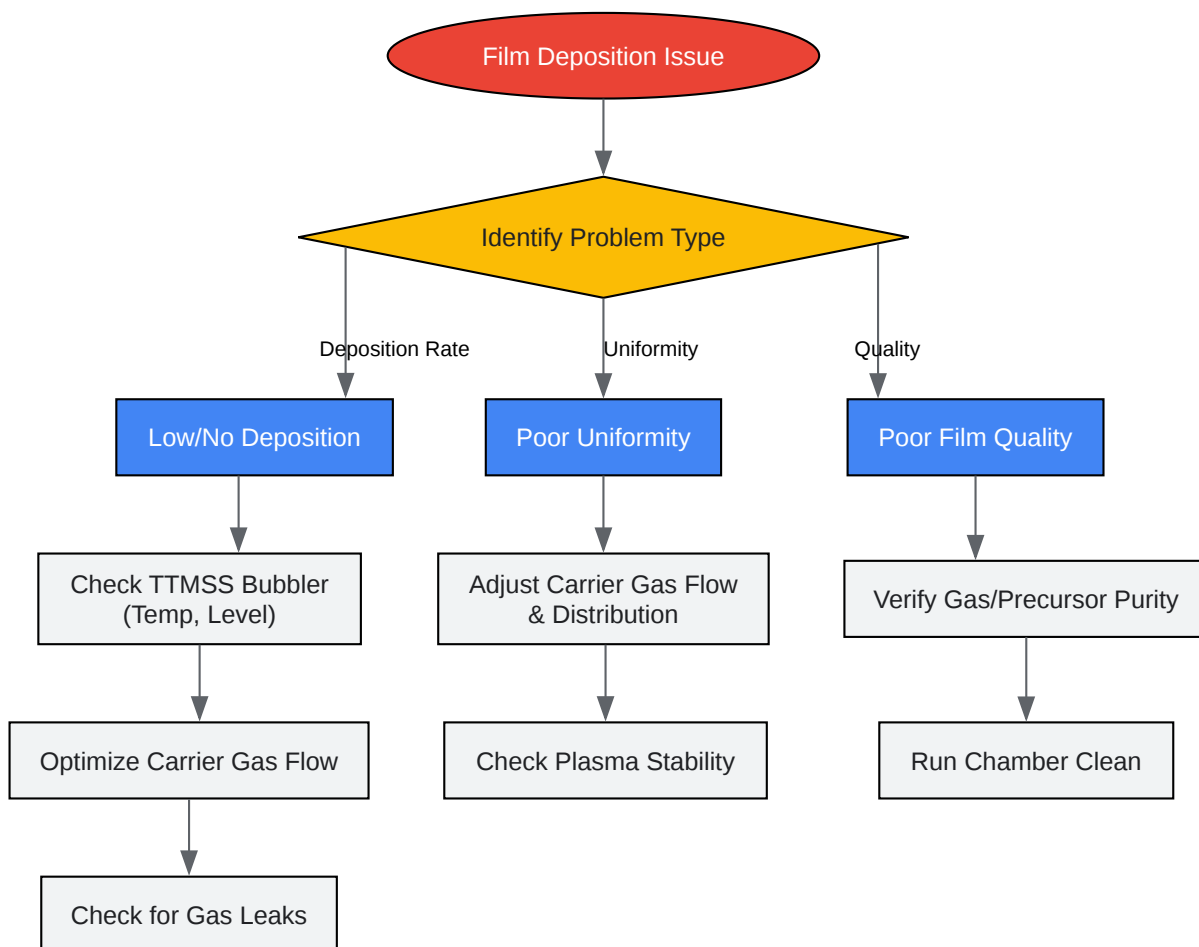 Film Deposition Issue
Identify Problem Type
Deposition Rate
Uniformity
Quality
Low/No Deposition
Poor Uniformity
Poor Film Quality
Check TTMSS Bubbler
(Temp, Level)
Adjust Carrier Gas Flow
& Distribution
Verify Gas/Precursor Purity
Optimize Carrier Gas Flow
Check Plasma Stability
Run Chamber Clean
Check for Gas Leaks